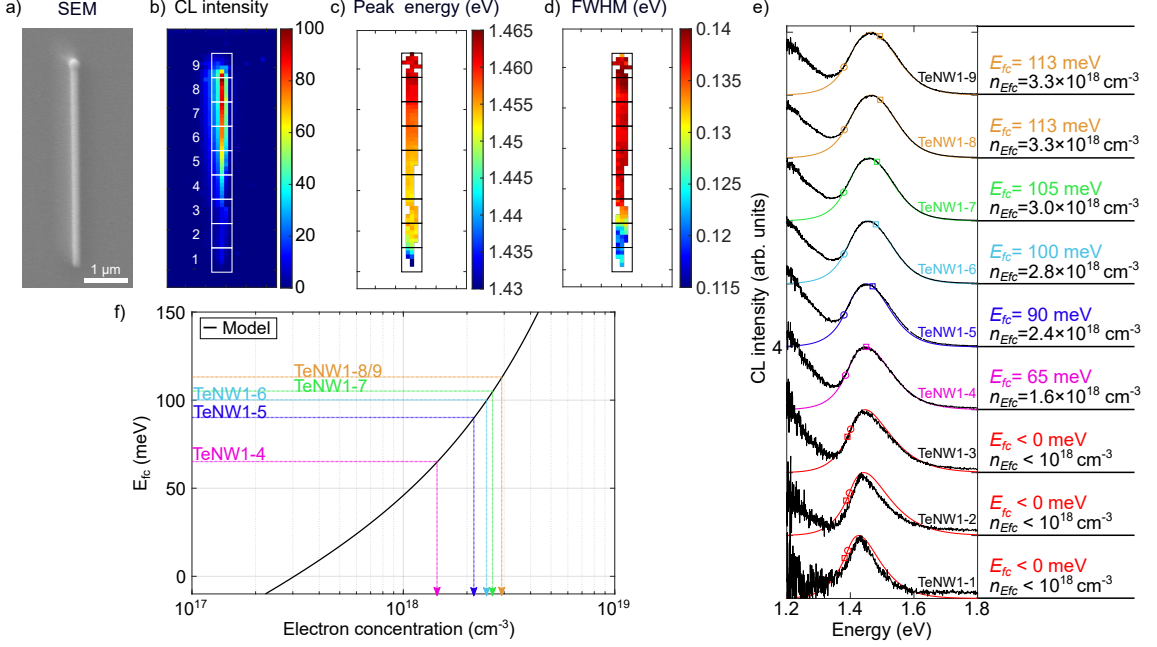 a) SEM
1 µm
b) CL intensity
9
8
7
6
5
4
3
2
1
100
80
60
40
20
0
c) Peak energy (eV)
1.465
1.46
1.455
1.45
1.445
1.44
1.435
1.43
d) FWHM (eV)
0.14
0.135
0.13
0.125
0.12
0.115
e)
CL intensity (arb. units)
4
TeNW1-9
E_fc = 113 meV
n_Efc=3.3×10^18 cm^-3
TeNW1-8
E_fc = 113 meV
n_Efc=3.3×10^18 cm^-3
TeNW1-7
E_fc = 105 meV
n_Efc=3.0×10^18 cm^-3
TeNW1-6
E_fc = 100 meV
n_Efc=2.8×10^18 cm^-3
TeNW1-5
E_fc = 90 meV
n_Efc=2.4×10^18 cm^-3
TeNW1-4
E_fc = 65 meV
n_Efc=1.6×10^18 cm^-3
TeNW1-3
E_fc < 0 meV
n_Efc < 10^18 cm^-3
TeNW1-2
E_fc < 0 meV
n_Efc < 10^18 cm^-3
TeNW1-1
E_fc < 0 meV
n_Efc < 10^18 cm^-3
1.2 1.4 1.6 1.8
Energy (eV)
f)
Model
150
100
50
0
E_fc (meV)
TeNW1-8/9
TeNW1-7
TeNW1-6
TeNW1-5
TeNW1-4
10^17 10^18 10^19
Electron concentration (cm^-3)